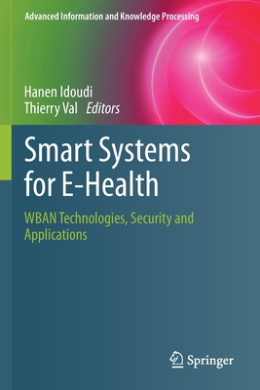 Advanced Information and Knowledge Processing
Hanen Idoudi
Thierry Val Editors
Smart Systems
for E-Health
WBAN Technologies, Security and
Applications
Springer